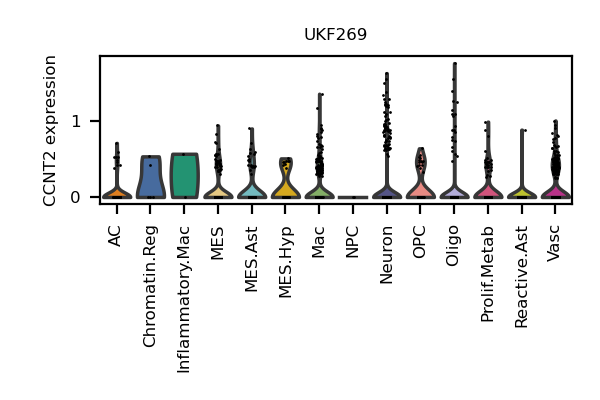 UKF269
CCNT2 expression
1
0
AC
Chromatin.Reg
Inflammatory.Mac
MES
MES.Ast
MES.Hyp
Mac
NPC
Neuron
OPC
Oligo
Prolif.Metab
Reactive.Ast
Vasc